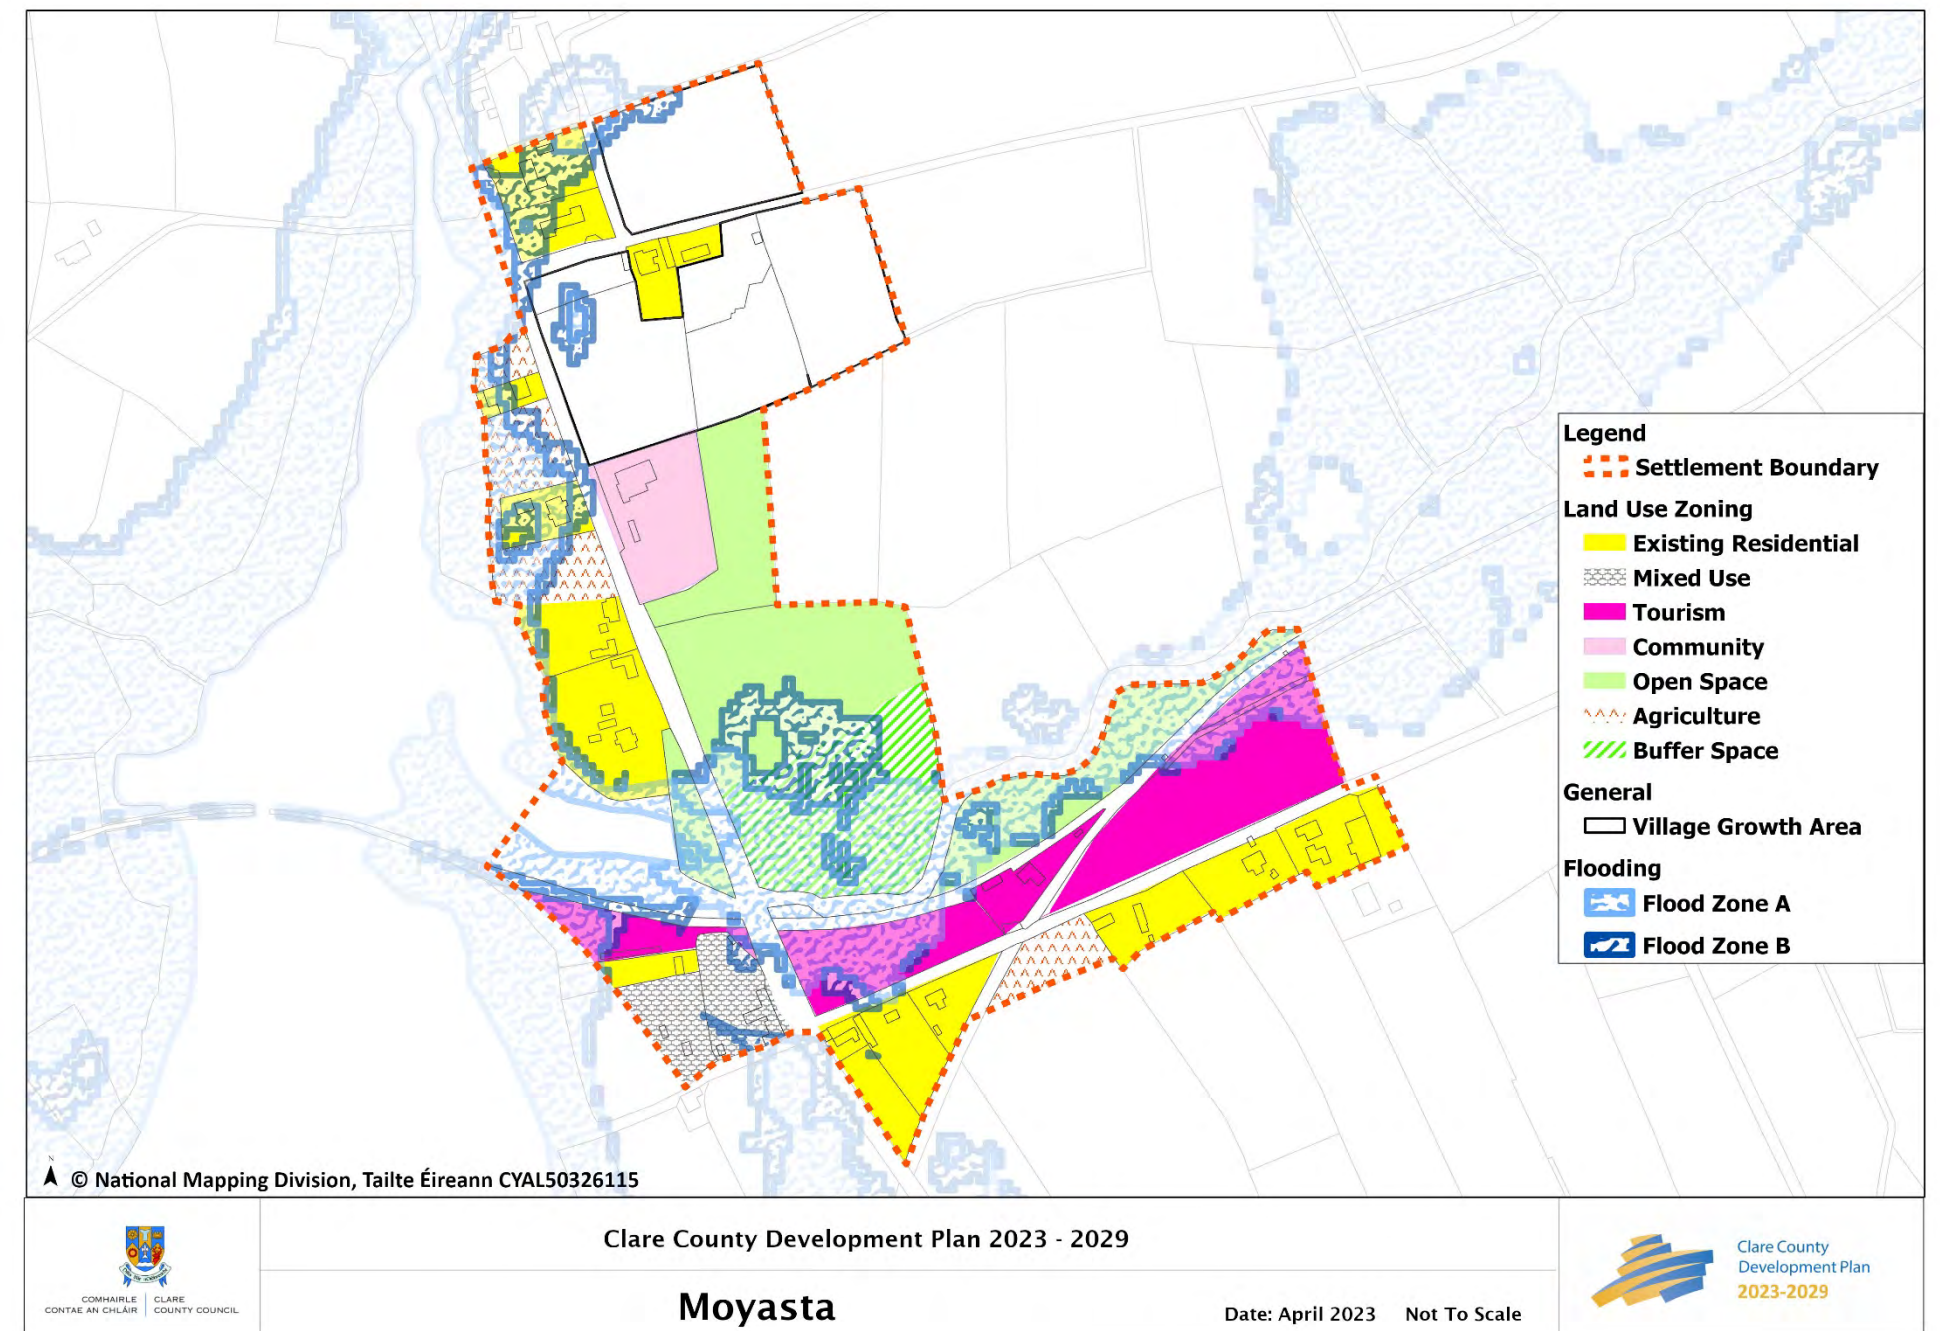 Legend
Settlement Boundary
Land Use Zoning
Existing Residential
Mixed Use
Tourism
Community
Open Space
Agriculture
Buffer Space
General
Village Growth Area
Flooding
Flood Zone A
Flood Zone B
N
© National Mapping Division, Tailte Éireann CYAL50326115
COMHAIRLE
CONTAE AN CHLÁIR
CLARE
COUNTY COUNCIL
Clare County Development Plan 2023 - 2029
Moyasta
Date: April 2023 Not To Scale
Clare County
Development Plan
2023-2029